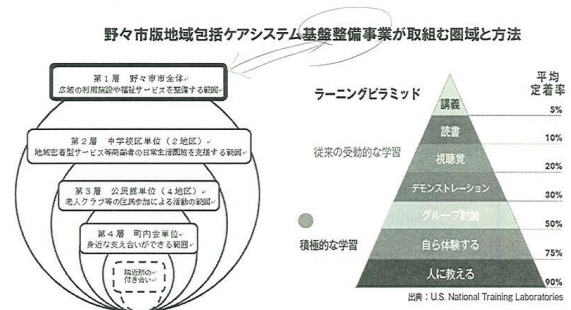 野々市版地域包括ケアシステム基盤整備事業が取組む圏域と方法
第1層 野々市市全体
広域の利用施設や福祉サービスを整備する範囲
第2層 中学校区単位(2地区)
地域密着型サービス等高齢者の日常生活圏域を支援する範囲
第3層 公民館単位(4地区)
老人クラブ等の住民参加による活動の範囲
第4層 町内会単位
身近な支え合いができる範囲
隣近所の
付き合い
ラーニングピラミッド
平均
定着率
講義
5%
読書
10%
従来の受動的な学習
視聴覚
20%
デモンストレーション
30%
グループ討論
50%
積極的な学習
自ら体験する
75%
人に教える
90%
出典:U.S. National Training Laboratories